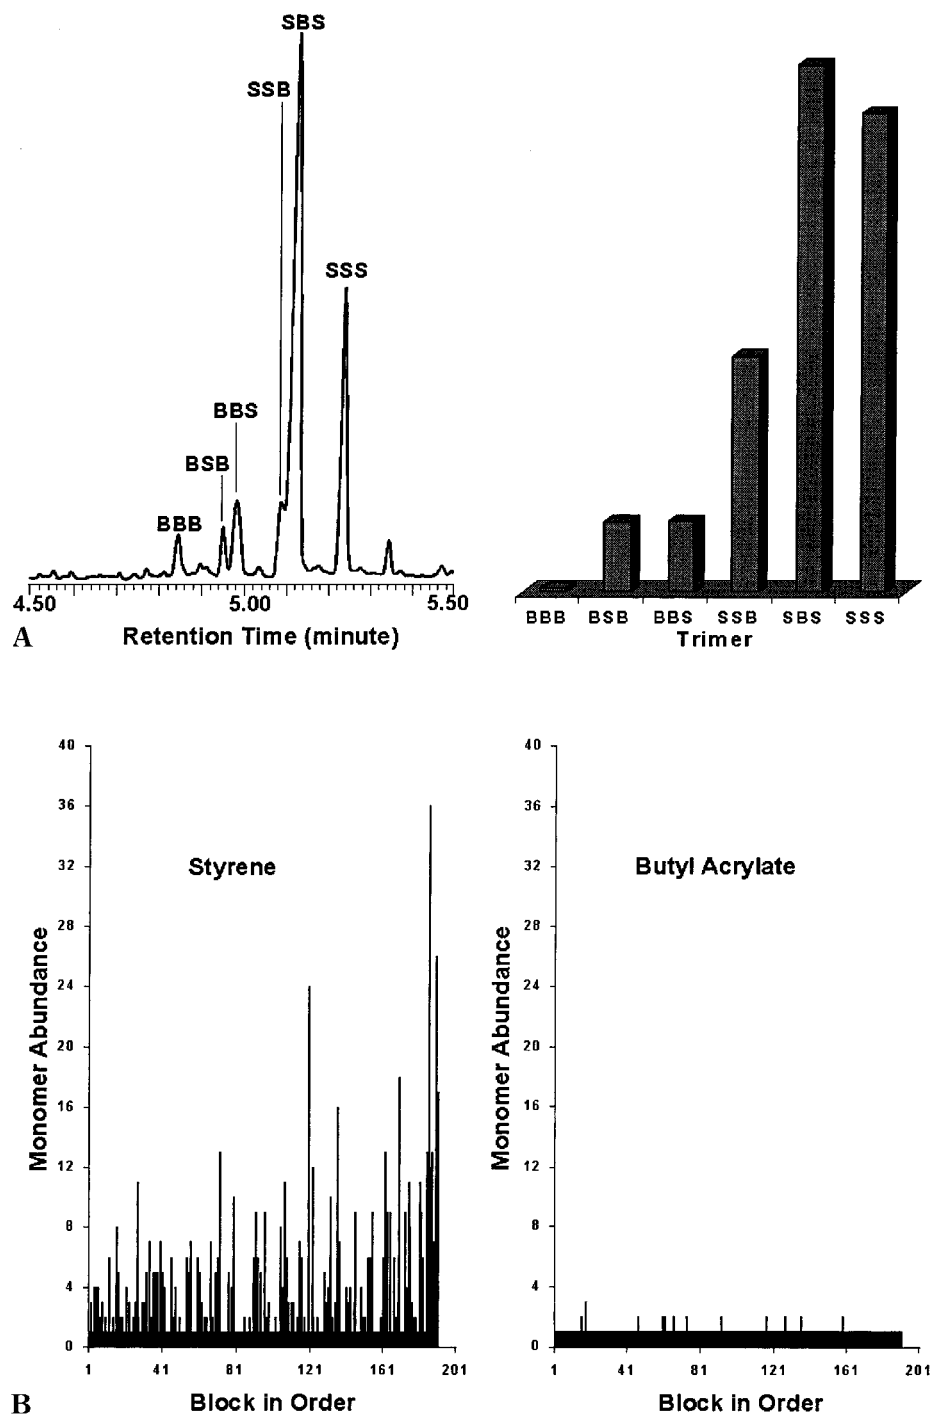 SBS
SSB
SSS
BBS
BSB
BBB
4.50 5.00 5.50
A Retention Time (minute)
BBB BSB BBS SSB SBS SSS
Trimer
40
36
32
28
24
20
16
12
8
4
0
Styrene
Monomer Abundance
1 41 81 121 161 201
B Block in Order
40
36
32
28
24
20
16
12
8
4
0
Butyl Acrylate
Monomer Abundance
1 41 81 121 161 201
Block in Order